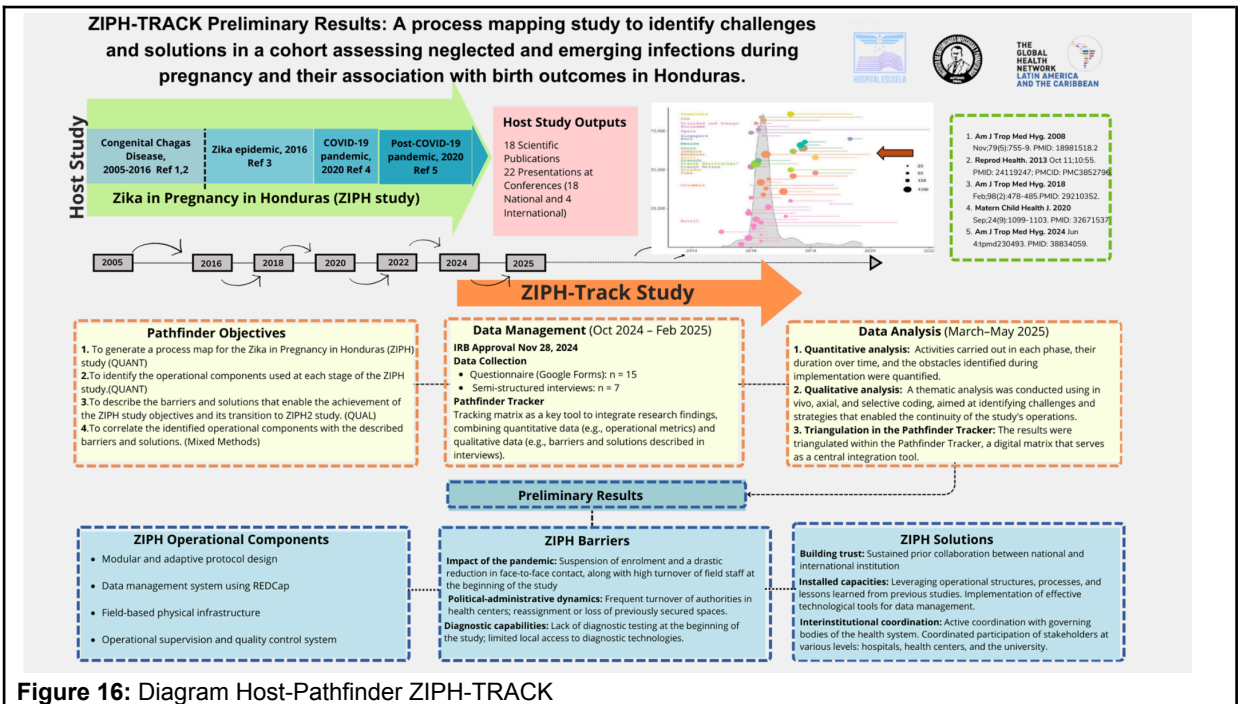 ZIPH-TRACK Preliminary Results: A process mapping study to identify challenges
and solutions in a cohort assessing neglected and emerging infections during
pregnancy and their association with birth outcomes in Honduras.
HOSPITAL ESCUELA
THE
GLOBAL
HEALTH
NETWORK
LATIN AMERICA
AND THE CARIBBEAN
Host Study
Congenital Chagas
Disease,
2005-2016 Ref 1,2
Zika epidemic, 2016
Ref 3
COVID-19
pandemic,
2020 Ref 4
Post-COVID-19
pandemic, 2020
Ref 5
Zika in Pregnancy in Honduras (ZIPH study)
Host Study Outputs
18 Scientific
Publications
22 Presentations at
Conferences (18
National and 4
International)
1. Am J Trop Med Hyg. 2008
Nov;79(5):755-9. PMID: 18981518.2
2. Reprod Health. 2013 Oct 11;10:55.
PMID: 24119247; PMCID: PMC3852796.
3. Am J Trop Med Hyg. 2018
Feb;98(2):478-485.PMID: 29210352.
4. Matern Child Health J. 2020
Sep;24(9):1099-1103. PMID: 32671537
5. Am J Trop Med Hyg. 2024 Jun
4:tpmd230493. PMID: 38834059.
2005
2016
2018
2020
2022
2024
2025
ZIPH-Track Study
Pathfinder Objectives
1. To generate a process map for the Zika in Pregnancy in Honduras (ZIPH)
study (QUANT)
2.To identify the operational components used at each stage of the ZIPH
study.(QUANT)
3.To describe the barriers and solutions that enable the achievement of
the ZIPH study objectives and its transition to ZIPH2 study. (QUAL)
4.To correlate the identified operational components with the described
barriers and solutions. (Mixed Methods)
Data Management (Oct 2024 – Feb 2025)
IRB Approval Nov 28, 2024
Data Collection
• Questionnaire (Google Forms): n = 15
• Semi-structured interviews: n = 7
Pathfinder Tracker
Tracking matrix as a key tool to integrate research findings,
combining quantitative data (e.g., operational metrics) and
qualitative data (e.g., barriers and solutions described in
interviews).
Data Analysis (March–May 2025)
1. Quantitative analysis: Activities carried out in each phase, their
duration over time, and the obstacles identified during
implementation were quantified.
2. Qualitative analysis: A thematic analysis was conducted using in
vivo, axial, and selective coding, aimed at identifying challenges and
strategies that enabled the continuity of the study's operations.
3. Triangulation in the Pathfinder Tracker: The results were
triangulated within the Pathfinder Tracker, a digital matrix that serves
as a central integration tool.
Preliminary Results
ZIPH Operational Components
• Modular and adaptive protocol design
• Data management system using REDCap
• Field-based physical infrastructure
• Operational supervision and quality control system
ZIPH Barriers
Impact of the pandemic: Suspension of enrolment and a drastic
reduction in face-to-face contact, along with high turnover of field staff at
the beginning of the study
Political-administrative dynamics: Frequent turnover of authorities in
health centers; reassignment or loss of previously secured spaces.
Diagnostic capabilities: Lack of diagnostic testing at the beginning of
the study; limited local access to diagnostic technologies.
ZIPH Solutions
Building trust: Sustained prior collaboration between national and
international institution
Installed capacities: Leveraging operational structures, processes, and
lessons learned from previous studies. Implementation of effective
technological tools for data management.
Interinstitutional coordination: Active coordination with governing
bodies of the health system. Coordinated participation of stakeholders at
various levels: hospitals, health centers, and the university.
Figure 16: Diagram Host-Pathfinder ZIPH-TRACK